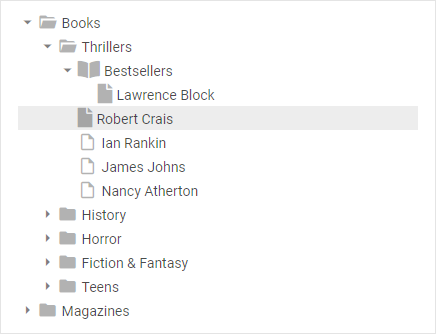 Books
Thrillers
Bestsellers
Lawrence Block
Robert Crais
Ian Rankin
James Johns
Nancy Atherton
History
Horror
Fiction & Fantasy
Teens
Magazines